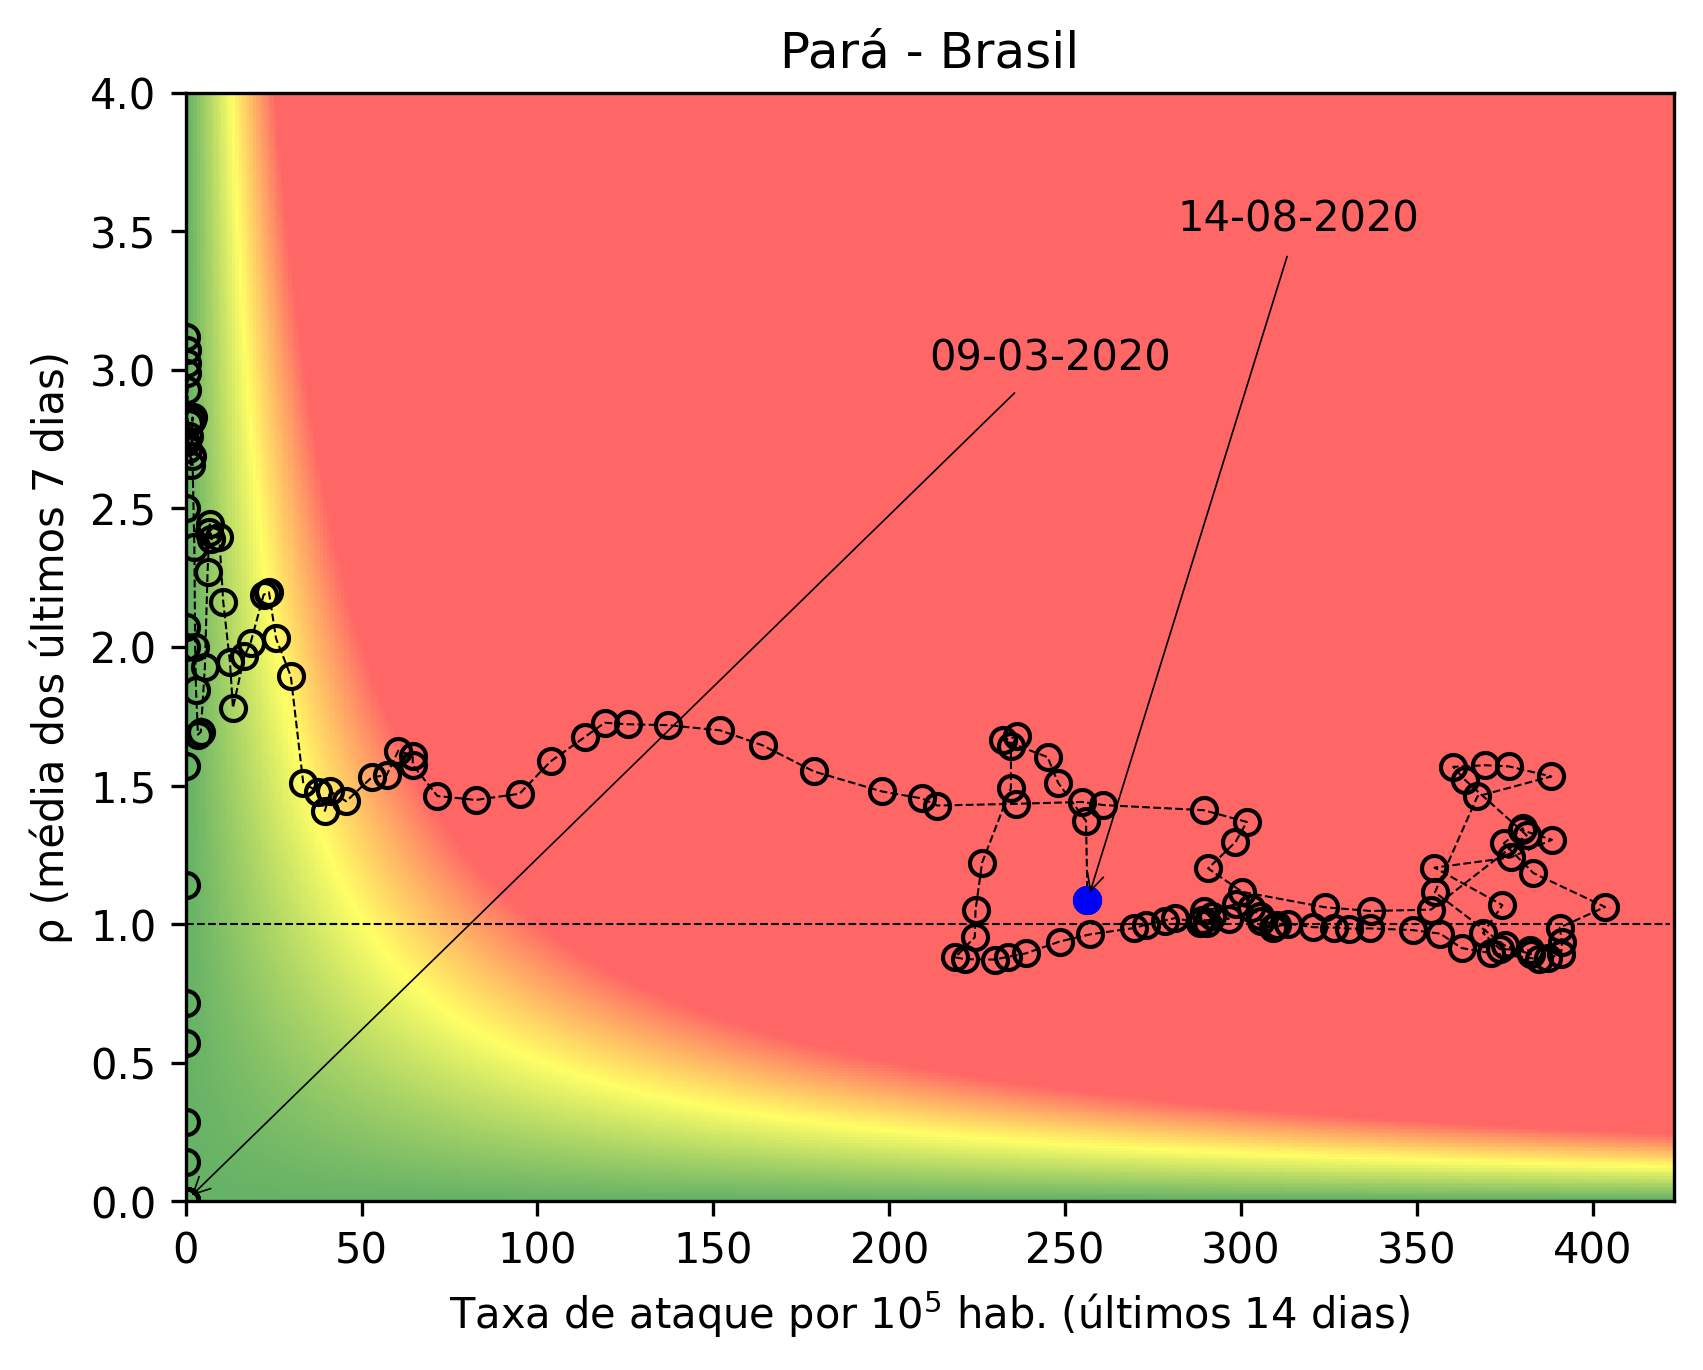 Pará - Brasil
4.0
3.5
3.0
2.5
2.0
1.5
1.0
0.5
0.0
ρ (média dos últimos 7 dias)
14-08-2020
09-03-2020
0 50 100 150 200 250 300 350 400
Taxa de ataque por 10⁵ hab. (últimos 14 dias)